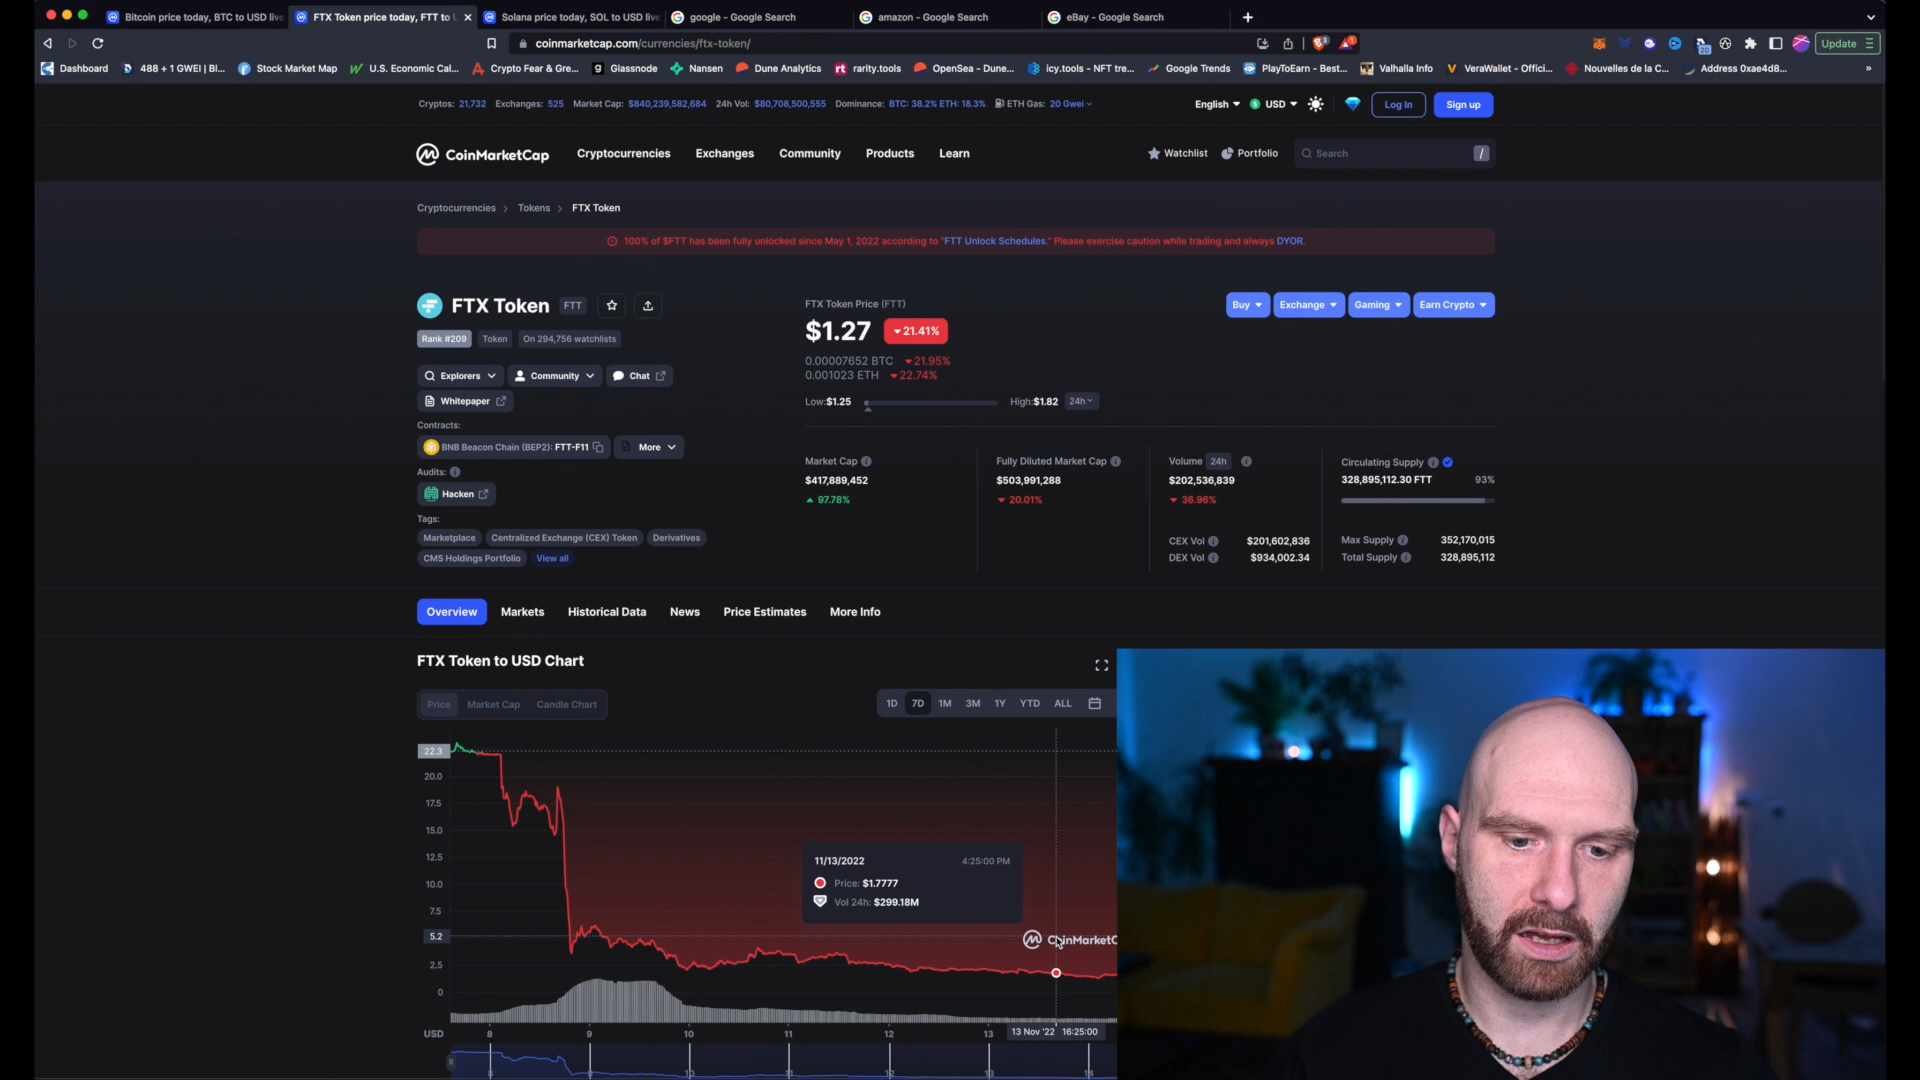 Bitcoin price today, BTC to USD live
FTX Token price today, FTT to U
Solana price today, SOL to USD live
google - Google Search
amazon - Google Search
eBay - Google Search
coinmarketcap.com/currencies/ftx-token/
Update
Dashboard
488 + 1 GWEI | Bl...
Stock Market Map
U.S. Economic Cal...
Crypto Fear & Gre...
Glassnode
Nansen
Dune Analytics
rarity.tools
OpenSea - Dune...
icy.tools - NFT tre...
Google Trends
PlayToEarn - Best...
Valhalla Info
VeraWallet - Offici...
Nouvelles de la C...
Address 0xae4d8...
»
Cryptos: 21,732 Exchanges: 525 Market Cap: $840,239,582,684 24h Vol: $80,708,500,555 Dominance: BTC: 38.2% ETH: 18.3% ETH Gas: 20 Gwei
English
USD
Log In
Sign up
CoinMarketCap
Cryptocurrencies Exchanges Community Products Learn
Watchlist
Portfolio
Search
/
Cryptocurrencies > Tokens > FTX Token
100% of $FTT has been fully unlocked since May 1, 2022 according to "FTT Unlock Schedules." Please exercise caution while trading and always DYOR.
FTX Token FTT
Rank #209
Token
On 294,756 watchlists
Explorers
Community
Chat
Whitepaper
Contracts:
BNB Beacon Chain (BEP2): FTT-F11
More
Audits:
Hacken
Tags:
Marketplace
Centralized Exchange (CEX) Token
Derivatives
CMS Holdings Portfolio
View all
FTX Token Price (FTT)
$1.27 21.41%
0.00007652 BTC 21.95%
0.001023 ETH 22.74%
Low:$1.25
High:$1.82
24h
Buy
Exchange
Gaming
Earn Crypto
Market Cap
$417,889,452
97.78%
Fully Diluted Market Cap
$503,991,288
20.01%
Volume 24h
$202,536,839
36.96%
CEX Vol $201,602,836
DEX Vol $934,002.34
Circulating Supply
328,895,112.30 FTT 93%
Max Supply 352,170,015
Total Supply 328,895,112
Overview
Markets
Historical Data
News
Price Estimates
More Info
FTX Token to USD Chart
Price
Market Cap
Candle Chart
1D 7D 1M 3M 1Y YTD ALL
22.3
20.0
17.5
15.0
12.5
10.0
7.5
5.2
2.5
0
11/13/2022 4:25:00 PM
Price: $1.7777
Vol 24h: $299.18M
CoinMarketC
USD 8 9 10 11 12 13
13 Nov '22 16:25:00
8 9 10 11 12 13 14